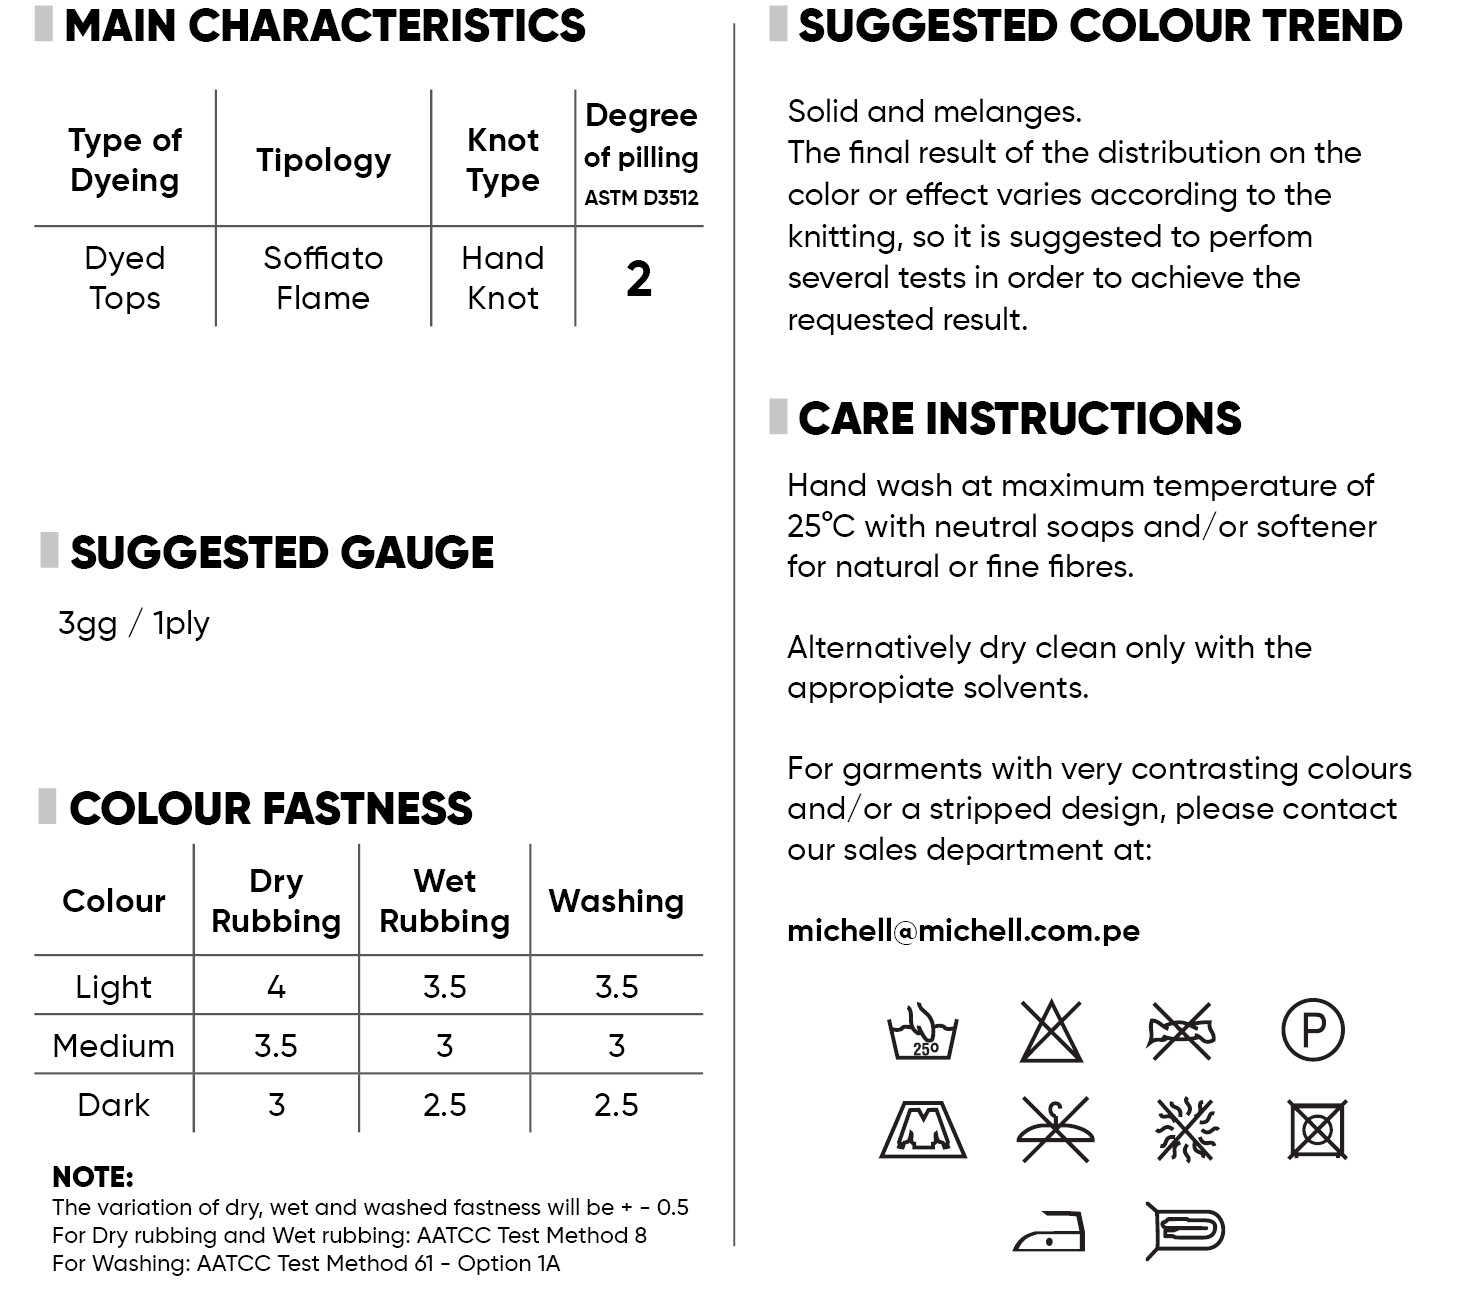 MAIN CHARACTERISTICS
Type of
Dyeing
Tipology
Knot
Type
Degree
of pilling
ASTM D3512
Dyed
Tops
Soffiato
Flame
Hand
Knot
2
SUGGESTED GAUGE
3gg / 1ply
COLOUR FASTNESS
Colour
Dry
Rubbing
Wet
Rubbing
Washing
Light 4 3.5 3.5
Medium 3.5 3 3
Dark 3 2.5 2.5
NOTE:
The variation of dry, wet and washed fastness will be + - 0.5
For Dry rubbing and Wet rubbing: AATCC Test Method 8
For Washing: AATCC Test Method 61 - Option 1A
SUGGESTED COLOUR TREND
Solid and melanges.
The final result of the distribution on the
color or effect varies according to the
knitting, so it is suggested to perfom
several tests in order to achieve the
requested result.
CARE INSTRUCTIONS
Hand wash at maximum temperature of
25°C with neutral soaps and/or softener
for natural or fine fibres.
Alternatively dry clean only with the
appropiate solvents.
For garments with very contrasting colours
and/or a stripped design, please contact
our sales department at:
michell@michell.com.pe
25º
P